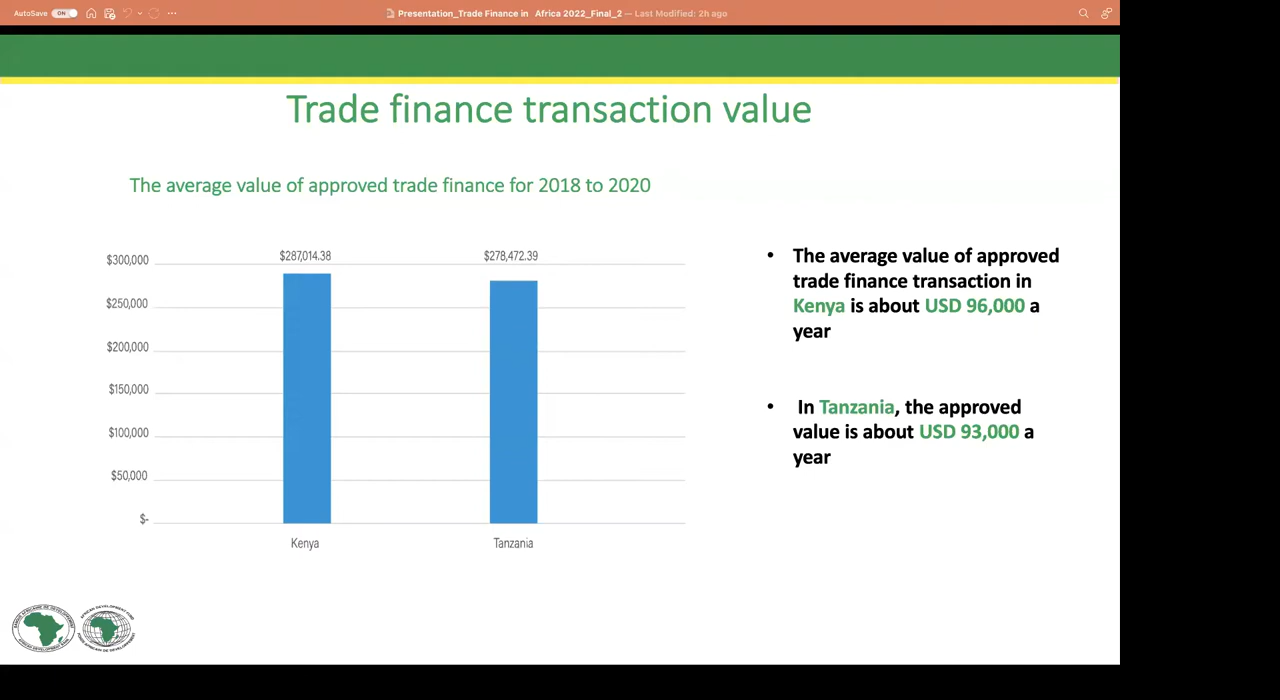 AutoSave ON
Presentation_Trade Finance in Africa 2022_Final_2 — Last Modified: 2h ago
Trade finance transaction value
The average value of approved trade finance for 2018 to 2020
$300,000
$250,000
$200,000
$150,000
$100,000
$50,000
$-
$287,014.38
$278,472.39
Kenya
Tanzania
• The average value of approved
trade finance transaction in
Kenya is about USD 96,000 a
year
• In Tanzania, the approved
value is about USD 93,000 a
year